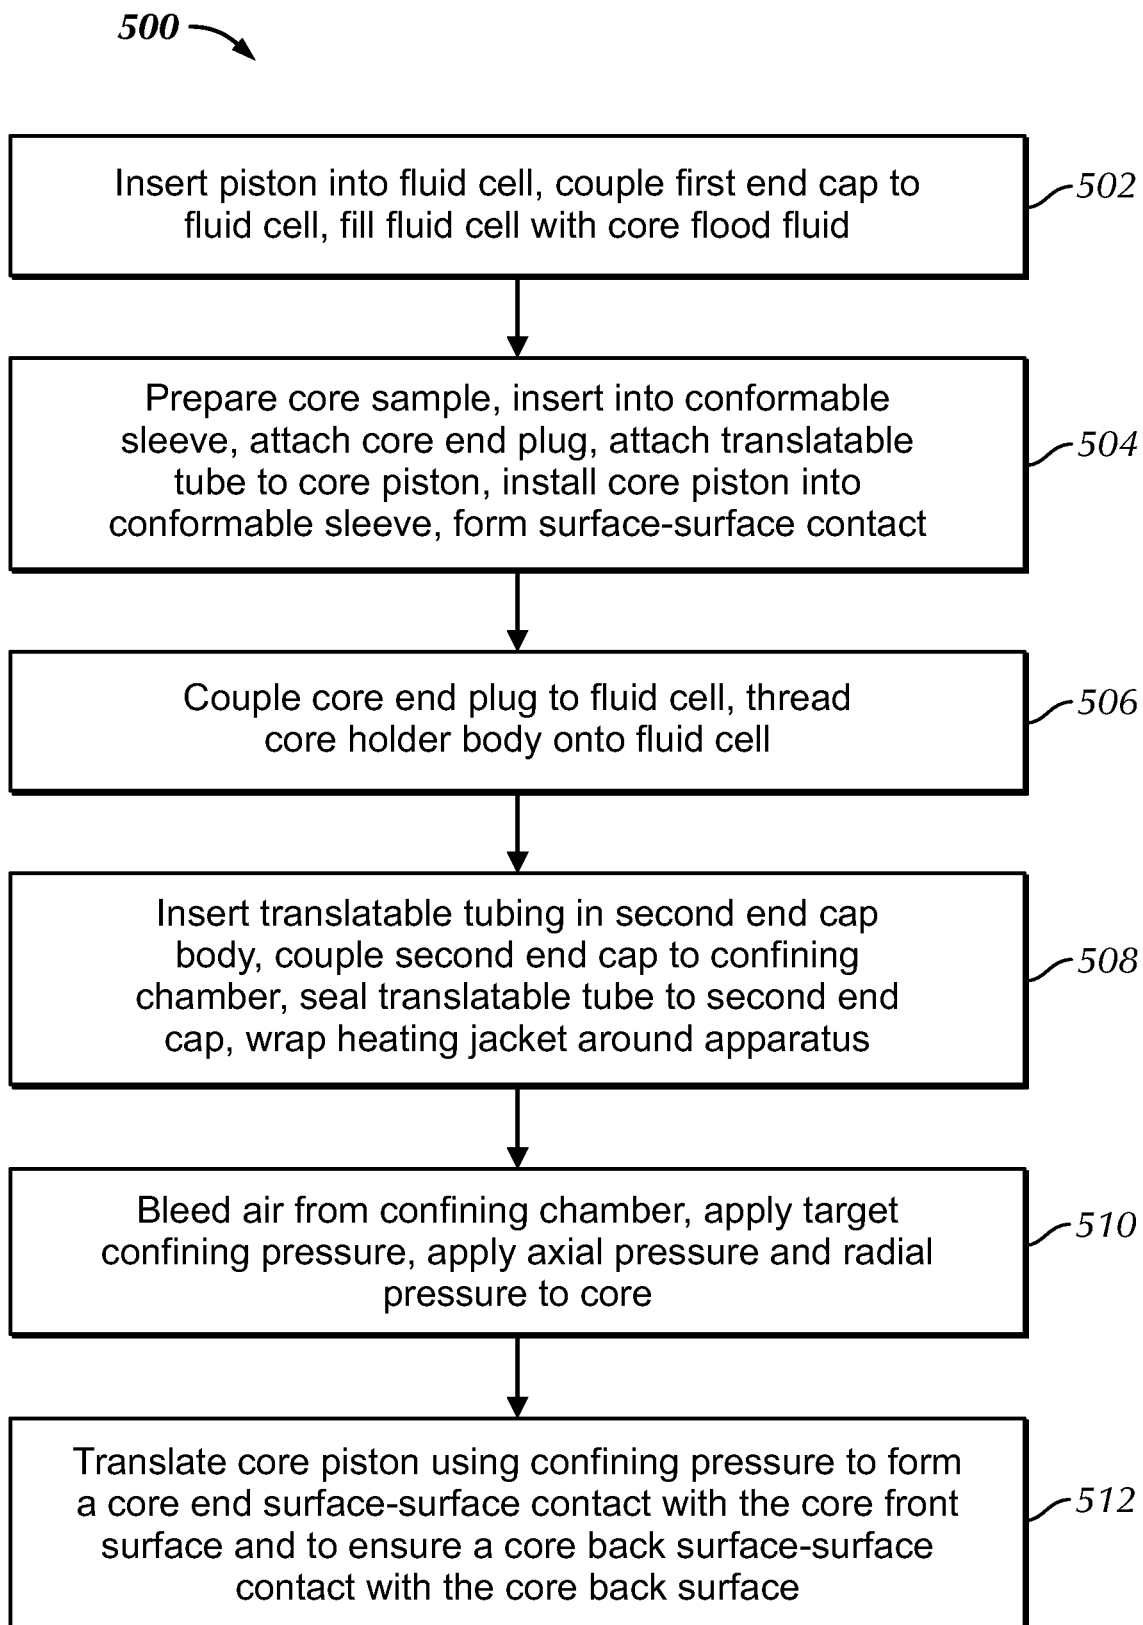 500
Insert piston into fluid cell, couple first end cap to
fluid cell, fill fluid cell with core flood fluid
502
Prepare core sample, insert into conformable
sleeve, attach core end plug, attach translatable
tube to core piston, install core piston into
conformable sleeve, form surface-surface contact
504
Couple core end plug to fluid cell, thread
core holder body onto fluid cell
506
Insert translatable tubing in second end cap
body, couple second end cap to confining
chamber, seal translatable tube to second end
cap, wrap heating jacket around apparatus
508
Bleed air from confining chamber, apply target
confining pressure, apply axial pressure and radial
pressure to core
510
Translate core piston using confining pressure to form
a core end surface-surface contact with the core front
surface and to ensure a core back surface-surface
contact with the core back surface
512